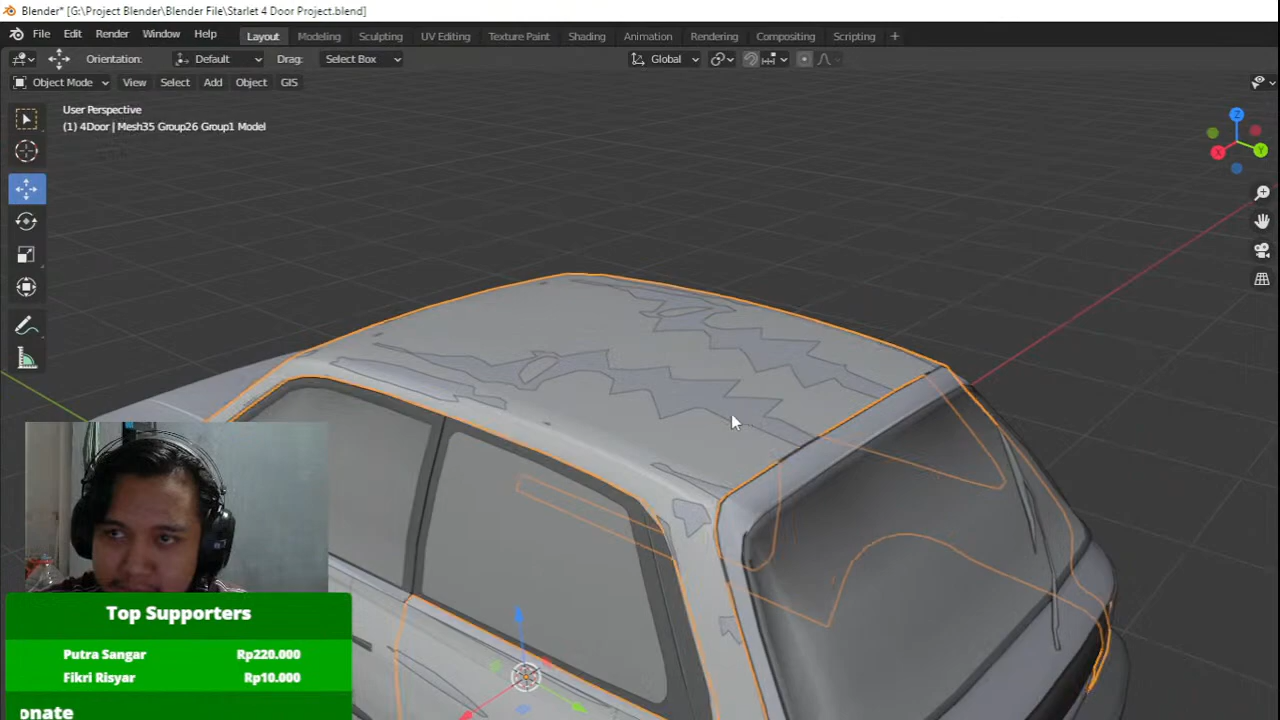 Blender* [G:\Project Blender\Blender File\Starlet 4 Door Project.blend]
File Edit Render Window Help Layout Modeling Sculpting UV Editing Texture Paint Shading Animation Rendering Compositing Scripting +
Orientation: Default Drag: Select Box Global
Object Mode View Select Add Object GIS
User Perspective
(1) 4Door | Mesh35 Group26 Group1 Model
Z
X
Y
Top Supporters
Putra Sangar Rp220.000
Fikri Risyar Rp10.000
onate